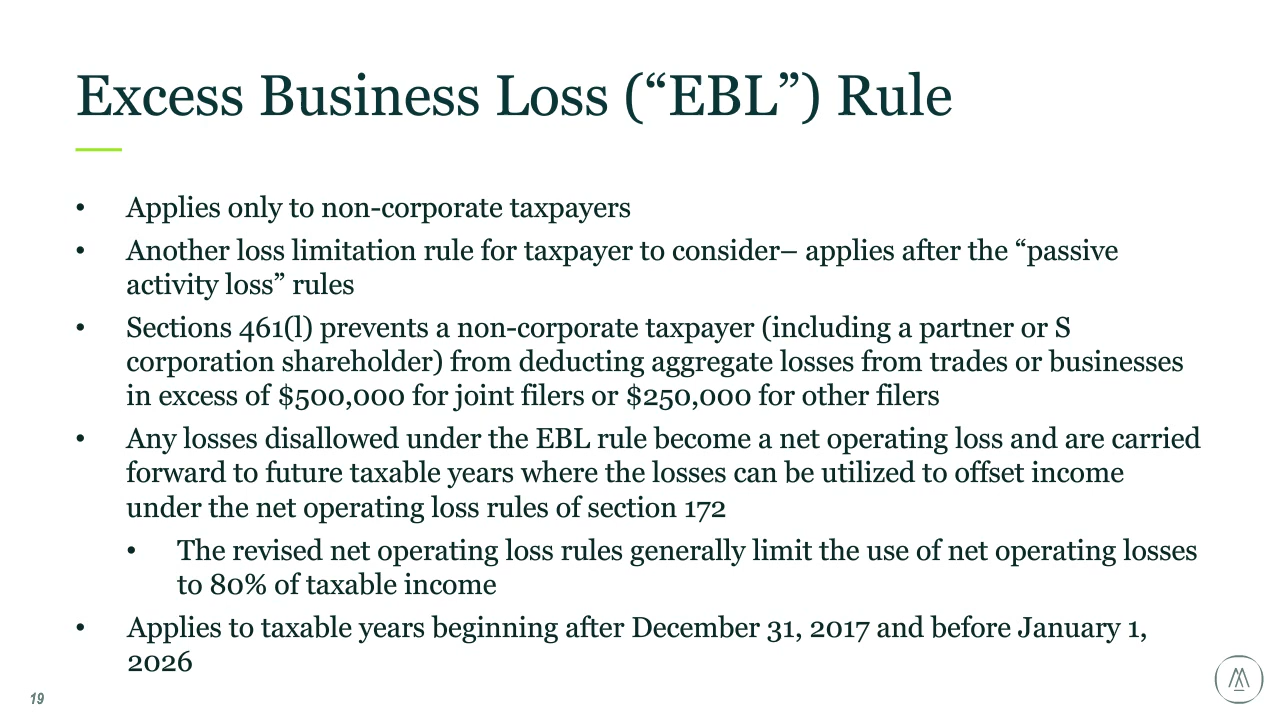 Excess Business Loss (“EBL”) Rule
• Applies only to non-corporate taxpayers
• Another loss limitation rule for taxpayer to consider– applies after the “passive
activity loss” rules
• Sections 461(l) prevents a non-corporate taxpayer (including a partner or S
corporation shareholder) from deducting aggregate losses from trades or businesses
in excess of $500,000 for joint filers or $250,000 for other filers
• Any losses disallowed under the EBL rule become a net operating loss and are carried
forward to future taxable years where the losses can be utilized to offset income
under the net operating loss rules of section 172
• The revised net operating loss rules generally limit the use of net operating losses
to 80% of taxable income
• Applies to taxable years beginning after December 31, 2017 and before January 1,
2026
19